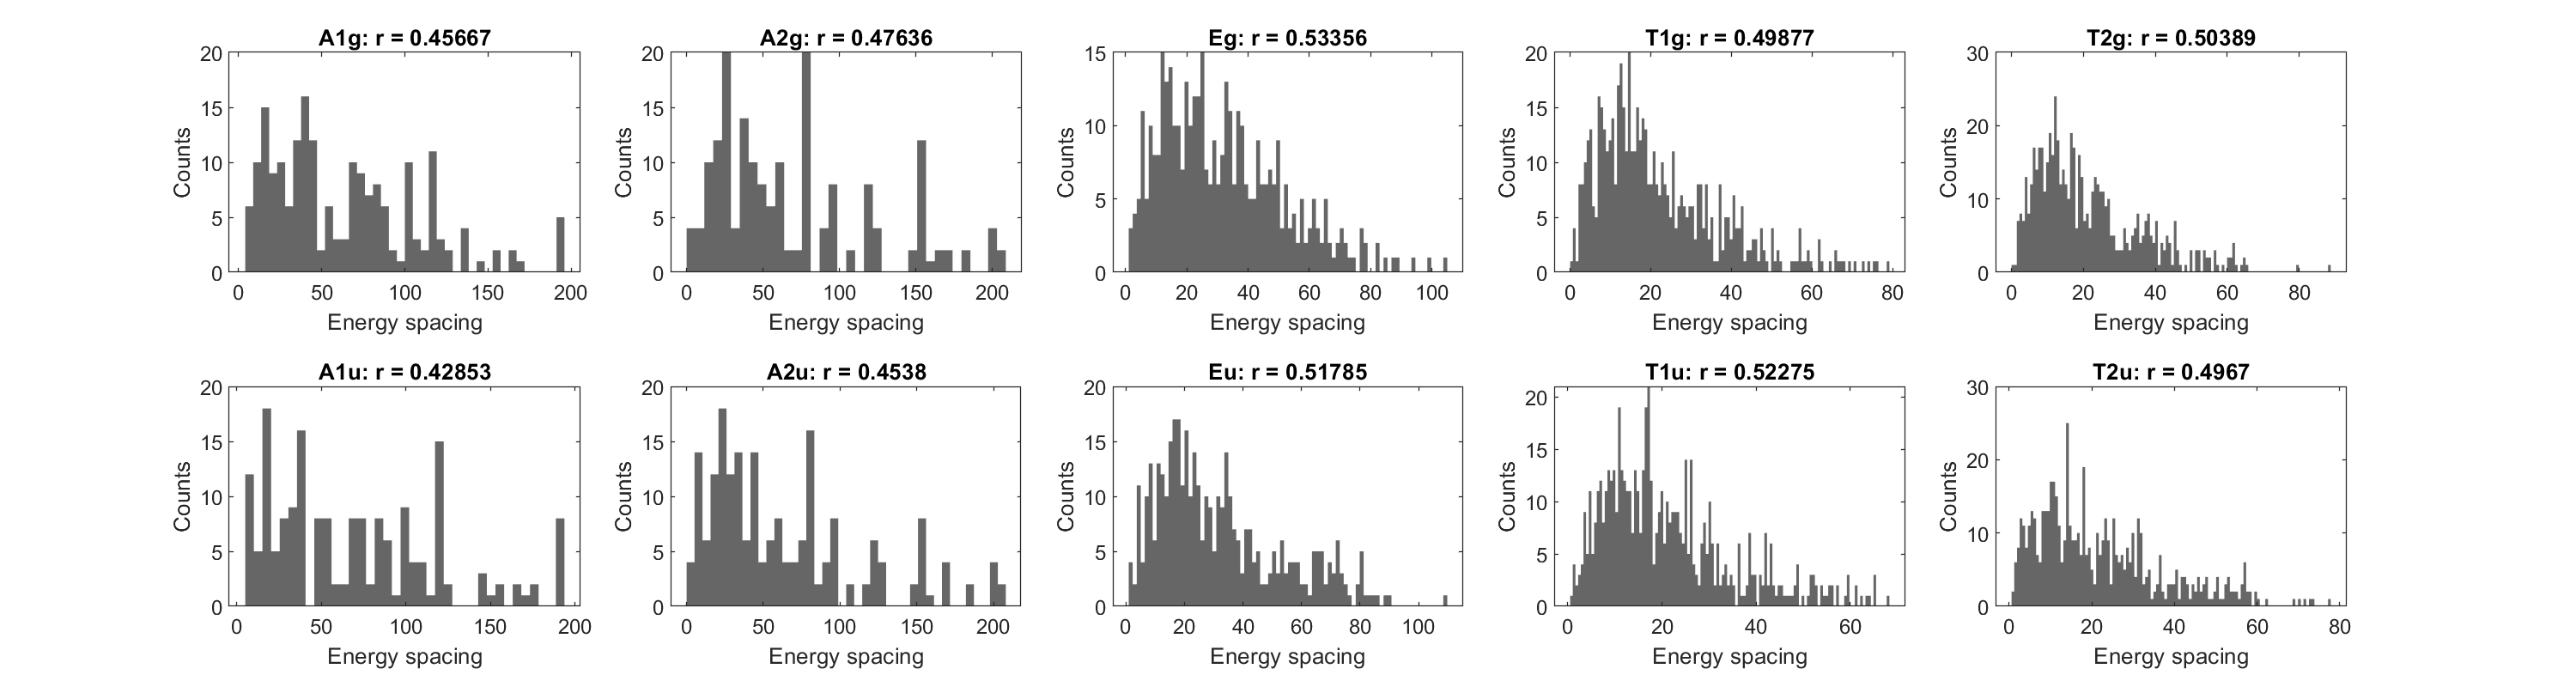 A1g: r = 0.45667
A2g: r = 0.47636
Eg: r = 0.53356
T1g: r = 0.49877
T2g: r = 0.50389
Counts
20
15
10
5
0
0 50 100 150 200
Energy spacing
Counts
20
15
10
5
0
0 50 100 150 200
Energy spacing
Counts
15
10
5
0
0 20 40 60 80 100
Energy spacing
Counts
20
15
10
5
0
0 20 40 60 80
Energy spacing
Counts
30
20
10
0
0 20 40 60 80
Energy spacing
A1u: r = 0.42853
A2u: r = 0.4538
Eu: r = 0.51785
T1u: r = 0.52275
T2u: r = 0.4967
Counts
20
15
10
5
0
0 50 100 150 200
Energy spacing
Counts
20
15
10
5
0
0 50 100 150 200
Energy spacing
Counts
20
15
10
5
0
0 20 40 60 80 100
Energy spacing
Counts
20
15
10
5
0
0 20 40 60
Energy spacing
Counts
30
20
10
0
0 20 40 60 80
Energy spacing